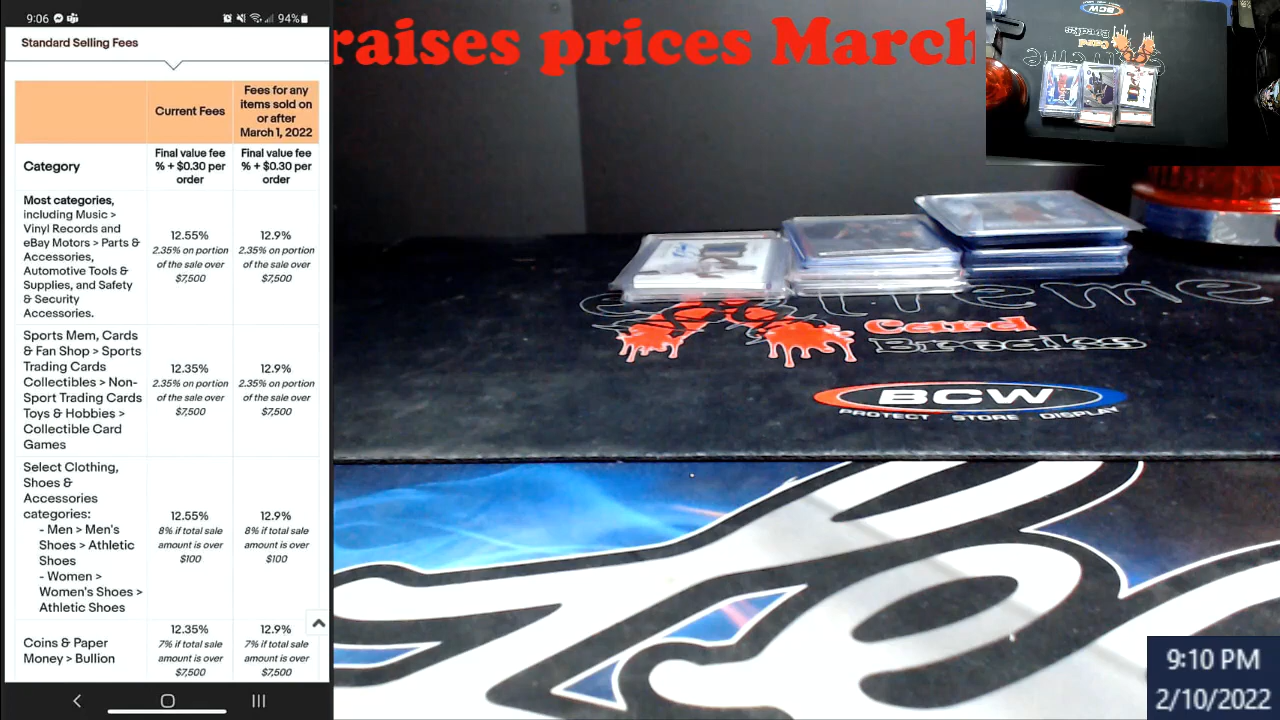 9:06
94%
Standard Selling Fees
Current Fees
Fees for any
items sold on
or after
March 1, 2022
Category
Final value fee
% + $0.30 per
order
Final value fee
% + $0.30 per
order
Most categories,
including Music >
Vinyl Records and
eBay Motors > Parts &
Accessories,
Automotive Tools &
Supplies, and Safety
& Security
Accessories.
12.55%
2.35% on portion
of the sale over
$7,500
12.9%
2.35% on portion
of the sale over
$7,500
Sports Mem, Cards
& Fan Shop > Sports
Trading Cards
Collectibles > Non-
Sport Trading Cards
Toys & Hobbies >
Collectible Card
Games
12.35%
2.35% on portion
of the sale over
$7,500
12.9%
2.35% on portion
of the sale over
$7,500
Select Clothing,
Shoes &
Accessories
categories:
- Men > Men's
Shoes > Athletic
Shoes
- Women >
Women's Shoes >
Athletic Shoes
12.55%
8% if total sale
amount is over
$100
12.9%
8% if total sale
amount is over
$100
Coins & Paper
Money > Bullion
12.35%
7% if total sale
amount is over
$7,500
12.9%
7% if total sale
amount is over
$7,500
raises prices March
BCW
Card
extreme
Card
Breaks
BCW
PROTECT - STORE - DISPLAY
9:10 PM
2/10/2022